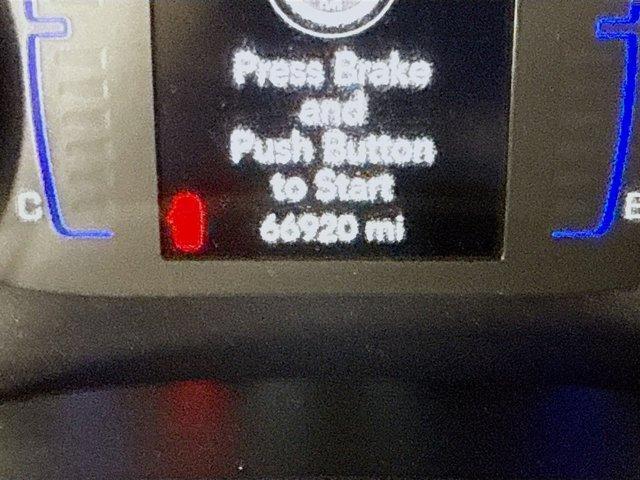 Press Brake
and
Push Button
to Start
C
66920 mi
E